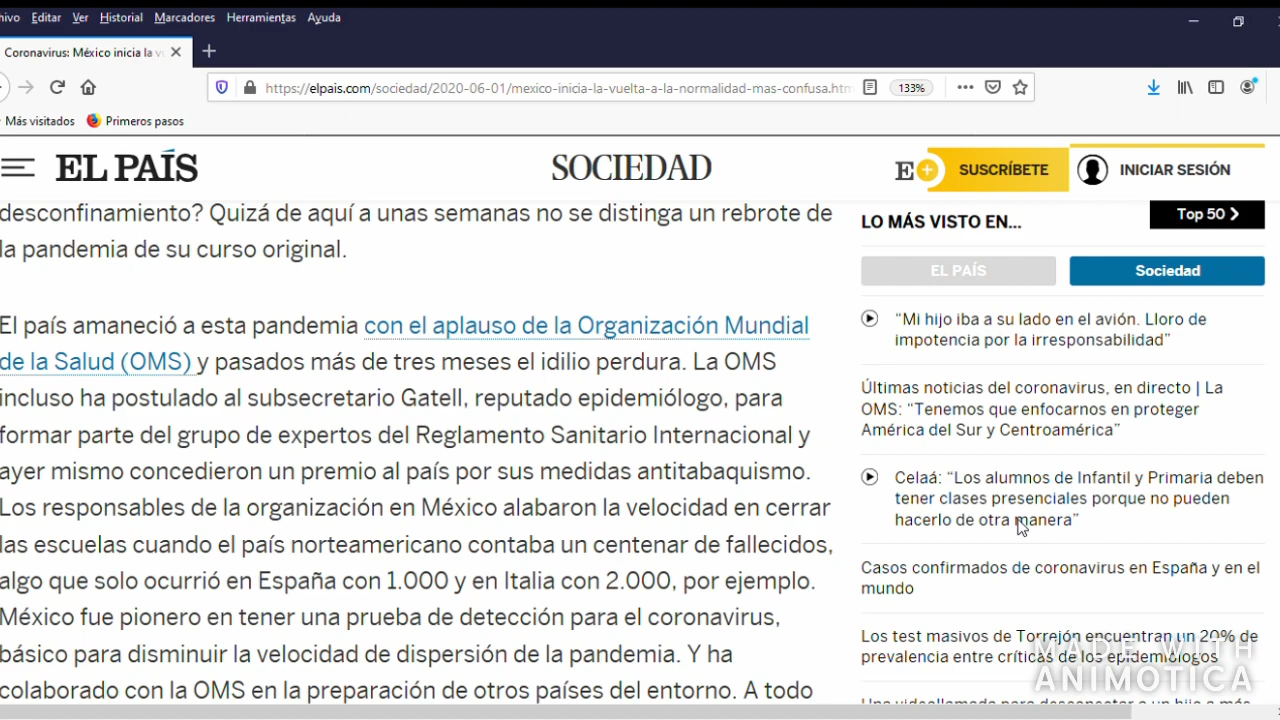 hivo Editar Ver Historial Marcadores Herramientas Ayuda
Coronavirus: México inicia la v
https://elpais.com/sociedad/2020-06-01/mexico-inicia-la-vuelta-a-la-normalidad-mas-confusa.htm
133%
Más visitados Primeros pasos
EL PAÍS
SOCIEDAD
E+ SUSCRÍBETE
INICIAR SESIÓN
desconfinamiento? Quizá de aquí a unas semanas no se distinga un rebrote de
la pandemia de su curso original.
El país amaneció a esta pandemia con el aplauso de la Organización Mundial
de la Salud (OMS) y pasados más de tres meses el idilio perdura. La OMS
incluso ha postulado al subsecretario Gatell, reputado epidemiólogo, para
formar parte del grupo de expertos del Reglamento Sanitario Internacional y
ayer mismo concedieron un premio al país por sus medidas antitabaquismo.
Los responsables de la organización en México alabaron la velocidad en cerrar
las escuelas cuando el país norteamericano contaba un centenar de fallecidos,
algo que solo ocurrió en España con 1.000 y en Italia con 2.000, por ejemplo.
México fue pionero en tener una prueba de detección para el coronavirus,
básico para disminuir la velocidad de dispersión de la pandemia. Y ha
colaborado con la OMS en la preparación de otros países del entorno. A todo
LO MÁS VISTO EN...
Top 50
EL PAÍS
Sociedad
“Mi hijo iba a su lado en el avión. Lloro de
impotencia por la irresponsabilidad”
Últimas noticias del coronavirus, en directo | La
OMS: “Tenemos que enfocarnos en proteger
América del Sur y Centroamérica”
Celaá: “Los alumnos de Infantil y Primaria deben
tener clases presenciales porque no pueden
hacerlo de otra manera”
Casos confirmados de coronavirus en España y en el
mundo
Los test masivos de Torrejón encuentran un 20% de
prevalencia entre críticas de los epidemiólogos
Una videollamada para desconectar a un hijo a más
MADE WITH
ANIMOTICA